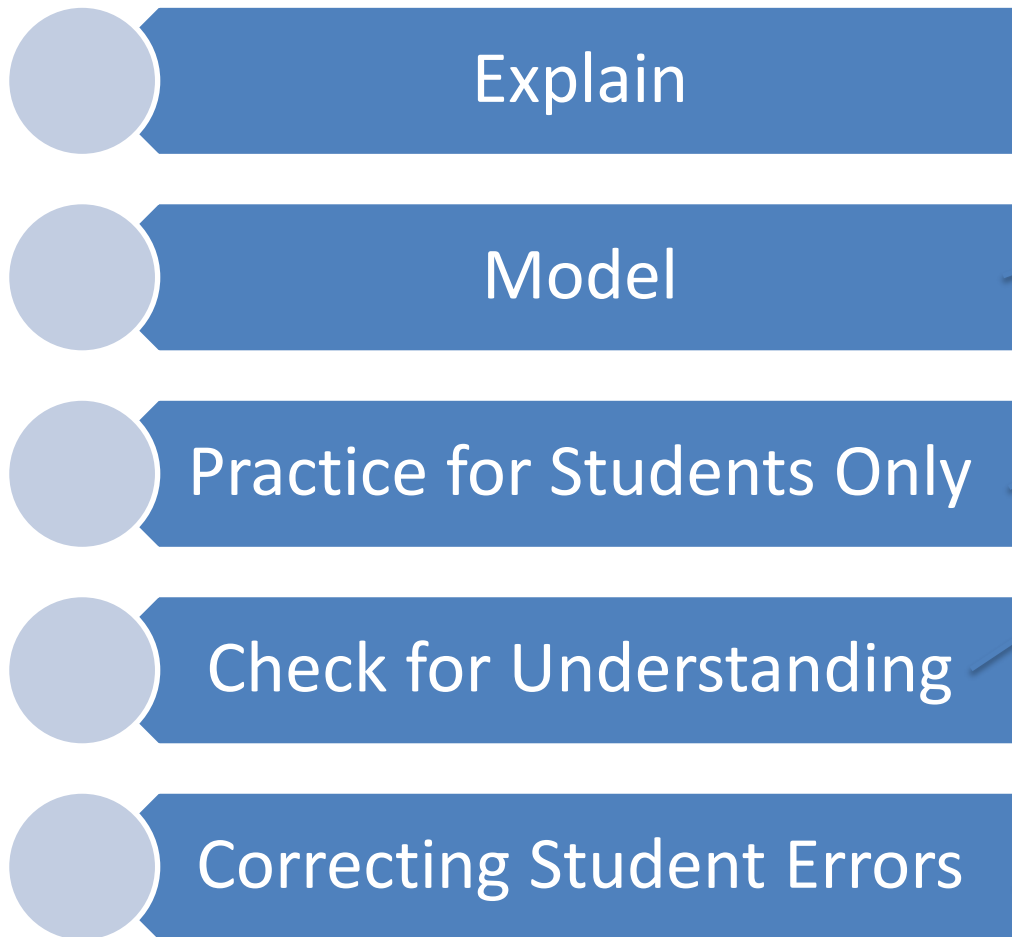 Explain
Model
Practice for Students Only
Check for Understanding
Correcting Student Errors